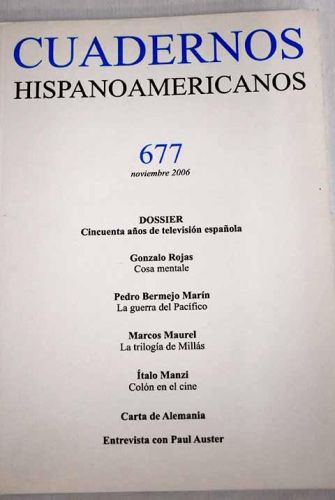 CUADERNOS
HISPANOAMERICANOS
677
noviembre 2006
DOSSIER
Cincuenta años de televisión española
Gonzalo Rojas
Cosa mentale
Pedro Bermejo Marín
La guerra del Pacífico
Marcos Maurel
La trilogía de Millás
Ítalo Manzi
Colón en el cine
Carta de Alemania
Entrevista con Paul Auster